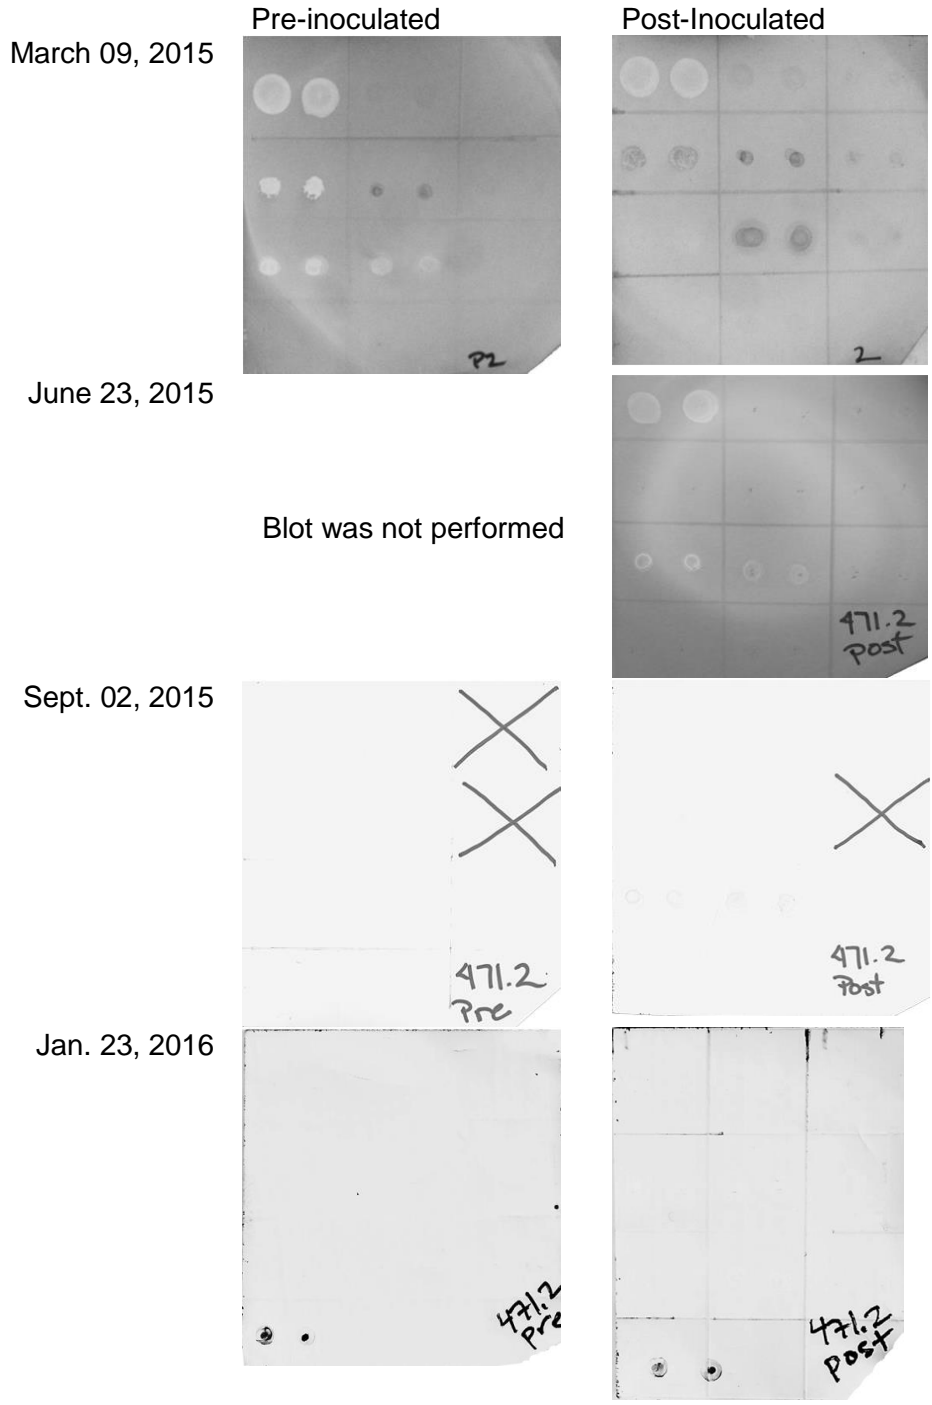 Pre-inoculated
Post-Inoculated
March 09, 2015
P2
2
June 23, 2015
Blot was not performed
471.2
post
Sept. 02, 2015
471.2
Pre
471.2
Post
Jan. 23, 2016
471.2
Pre
471.2
post